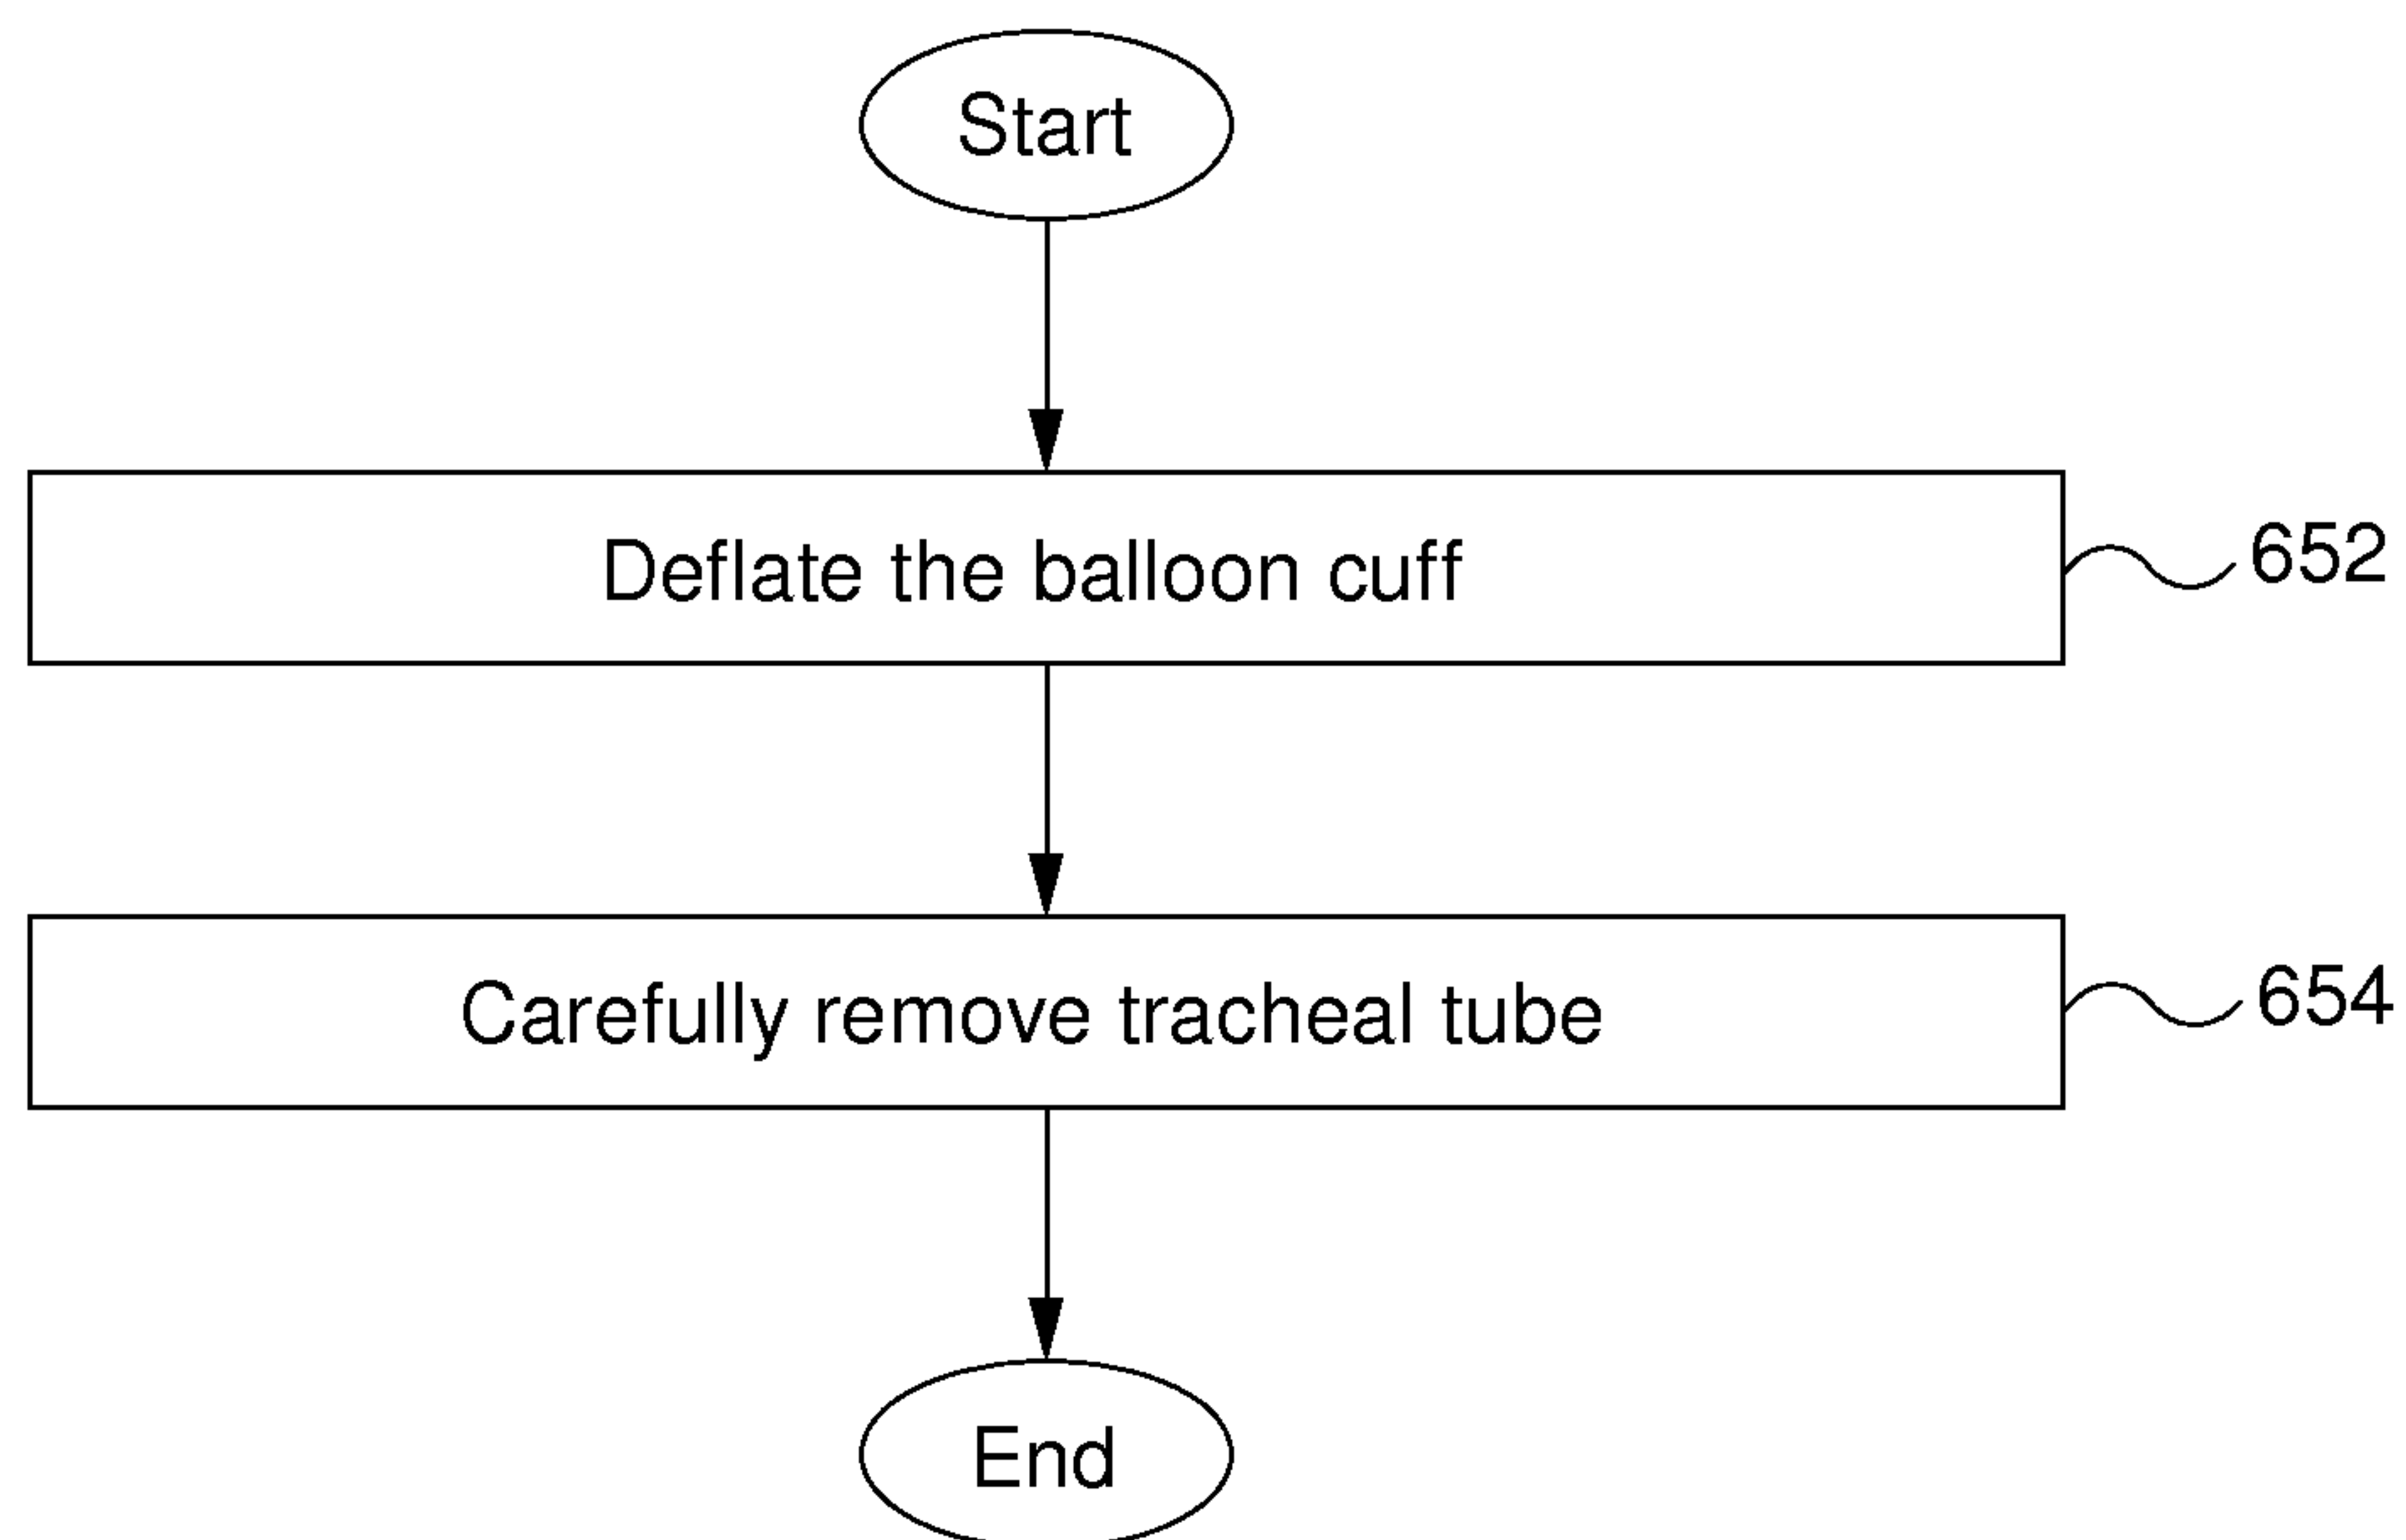 Start
Deflate the balloon cuff
652
Carefully remove tracheal tube
654
End